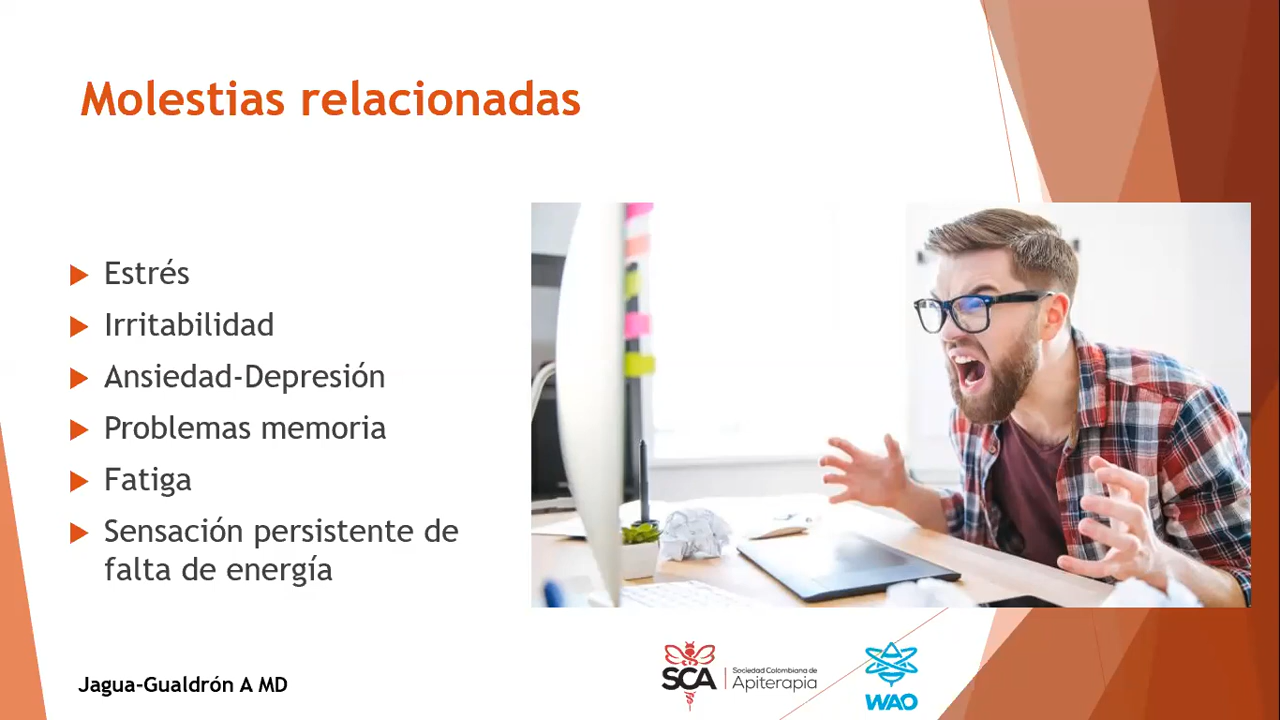 Molestias relacionadas
Estrés
Irritabilidad
Ansiedad-Depresión
Problemas memoria
Fatiga
Sensación persistente de
falta de energía
Jagua-Gualdrón A MD
SCA
Sociedad Colombiana de
Apiterapia
WAO